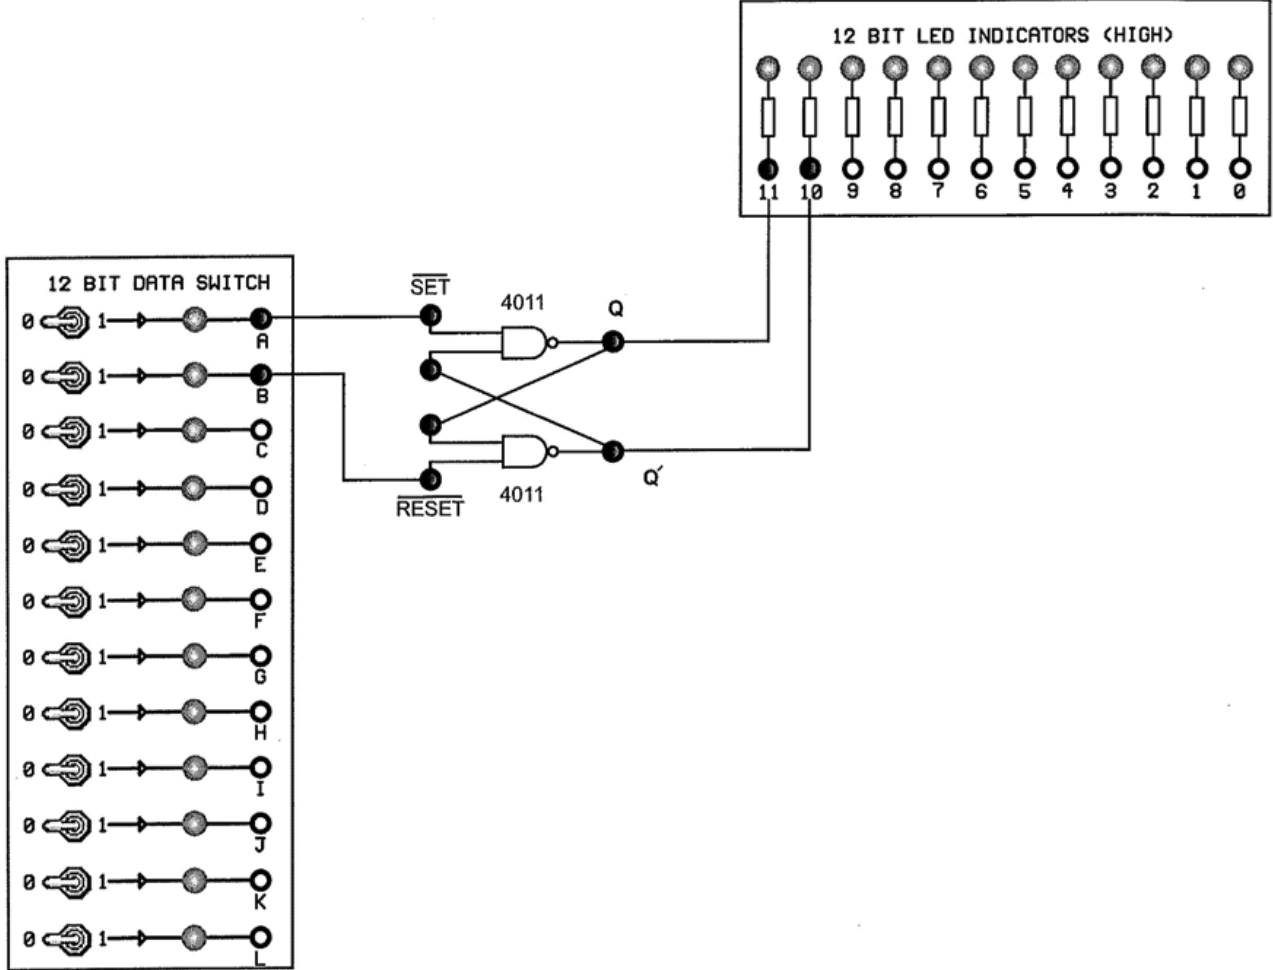 12 BIT LED INDICATORS (HIGH)
11 10 9 8 7 6 5 4 3 2 1 0
12 BIT DATA SWITCH
0 1 A
0 1 B
0 1 C
0 1 D
0 1 E
0 1 F
0 1 G
0 1 H
0 1 I
0 1 J
0 1 K
0 1 L
SET
4011
Q
RESET
4011
Q′